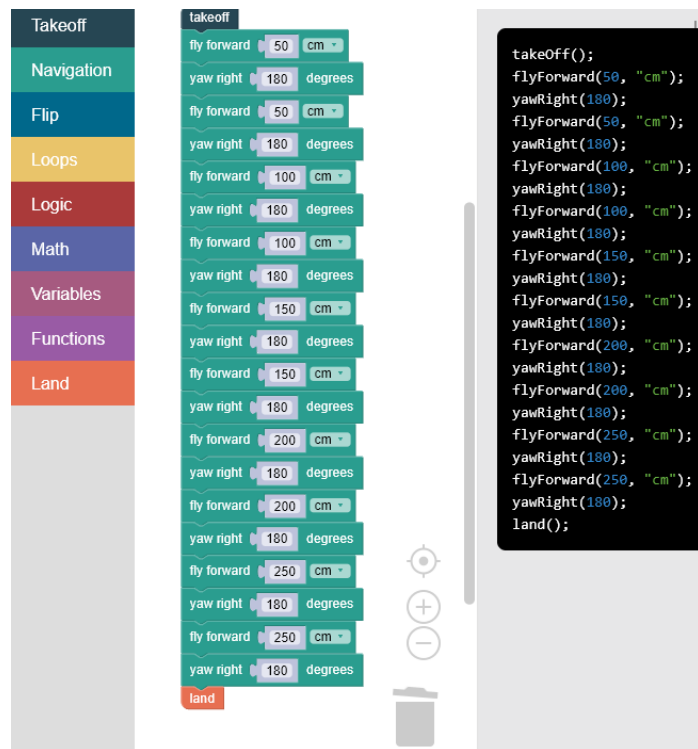 Takeoff
Navigation
Flip
Loops
Logic
Math
Variables
Functions
Land
takeoff
fly forward 50 cm
yaw right 180 degrees
fly forward 50 cm
yaw right 180 degrees
fly forward 100 cm
yaw right 180 degrees
fly forward 100 cm
yaw right 180 degrees
fly forward 150 cm
yaw right 180 degrees
fly forward 150 cm
yaw right 180 degrees
fly forward 200 cm
yaw right 180 degrees
fly forward 200 cm
yaw right 180 degrees
fly forward 250 cm
yaw right 180 degrees
fly forward 250 cm
yaw right 180 degrees
land
takeOff();
flyForward(50, "cm");
yawRight(180);
flyForward(50, "cm");
yawRight(180);
flyForward(100, "cm");
yawRight(180);
flyForward(100, "cm");
yawRight(180);
flyForward(150, "cm");
yawRight(180);
flyForward(150, "cm");
yawRight(180);
flyForward(200, "cm");
yawRight(180);
flyForward(200, "cm");
yawRight(180);
flyForward(250, "cm");
yawRight(180);
flyForward(250, "cm");
yawRight(180);
land();